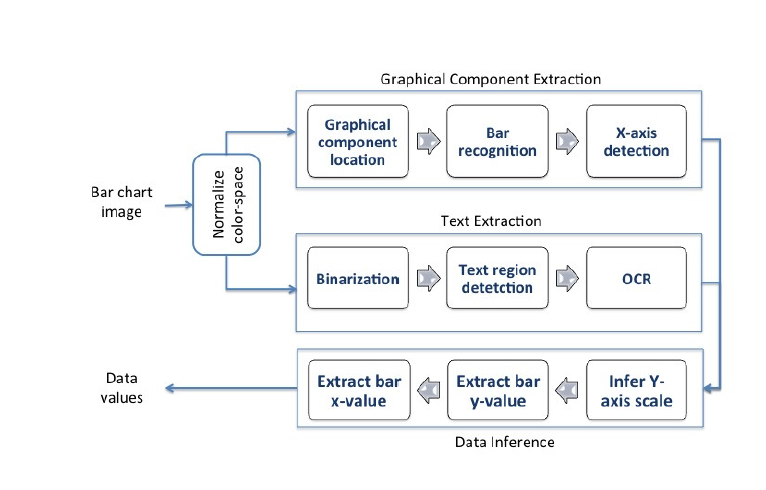 Graphical Component Extraction
Graphical
component
location
Bar
recognition
X-axis
detection
Bar chart
image
Normalize
color-space
Text Extraction
Binarization
Text region
detetction
OCR
Data
values
Extract bar
x-value
Extract bar
y-value
Infer Y-
axis scale
Data Inference